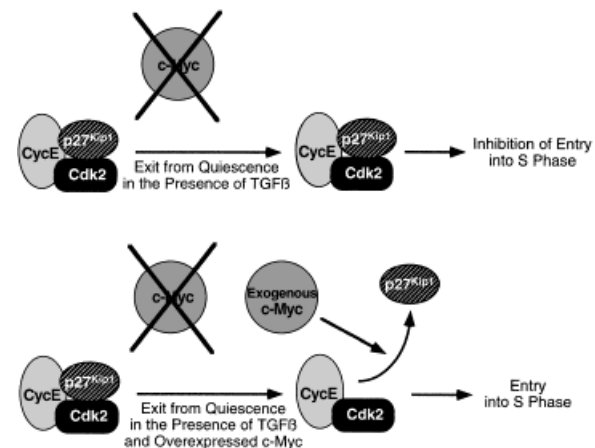 c-Myc
CycE
p27Kip1
Cdk2
Exit from Quiescence
in the Presence of TGFß
CycE
p27Kip1
Cdk2
Inhibition of Entry
into S Phase
c-Myc
Exogenous
c-Myc
p27Kip1
CycE
p27Kip1
Cdk2
Exit from Quiescence
in the Presence of TGFß
and Overexpressed c-Myc
CycE
Cdk2
Entry
into S Phase